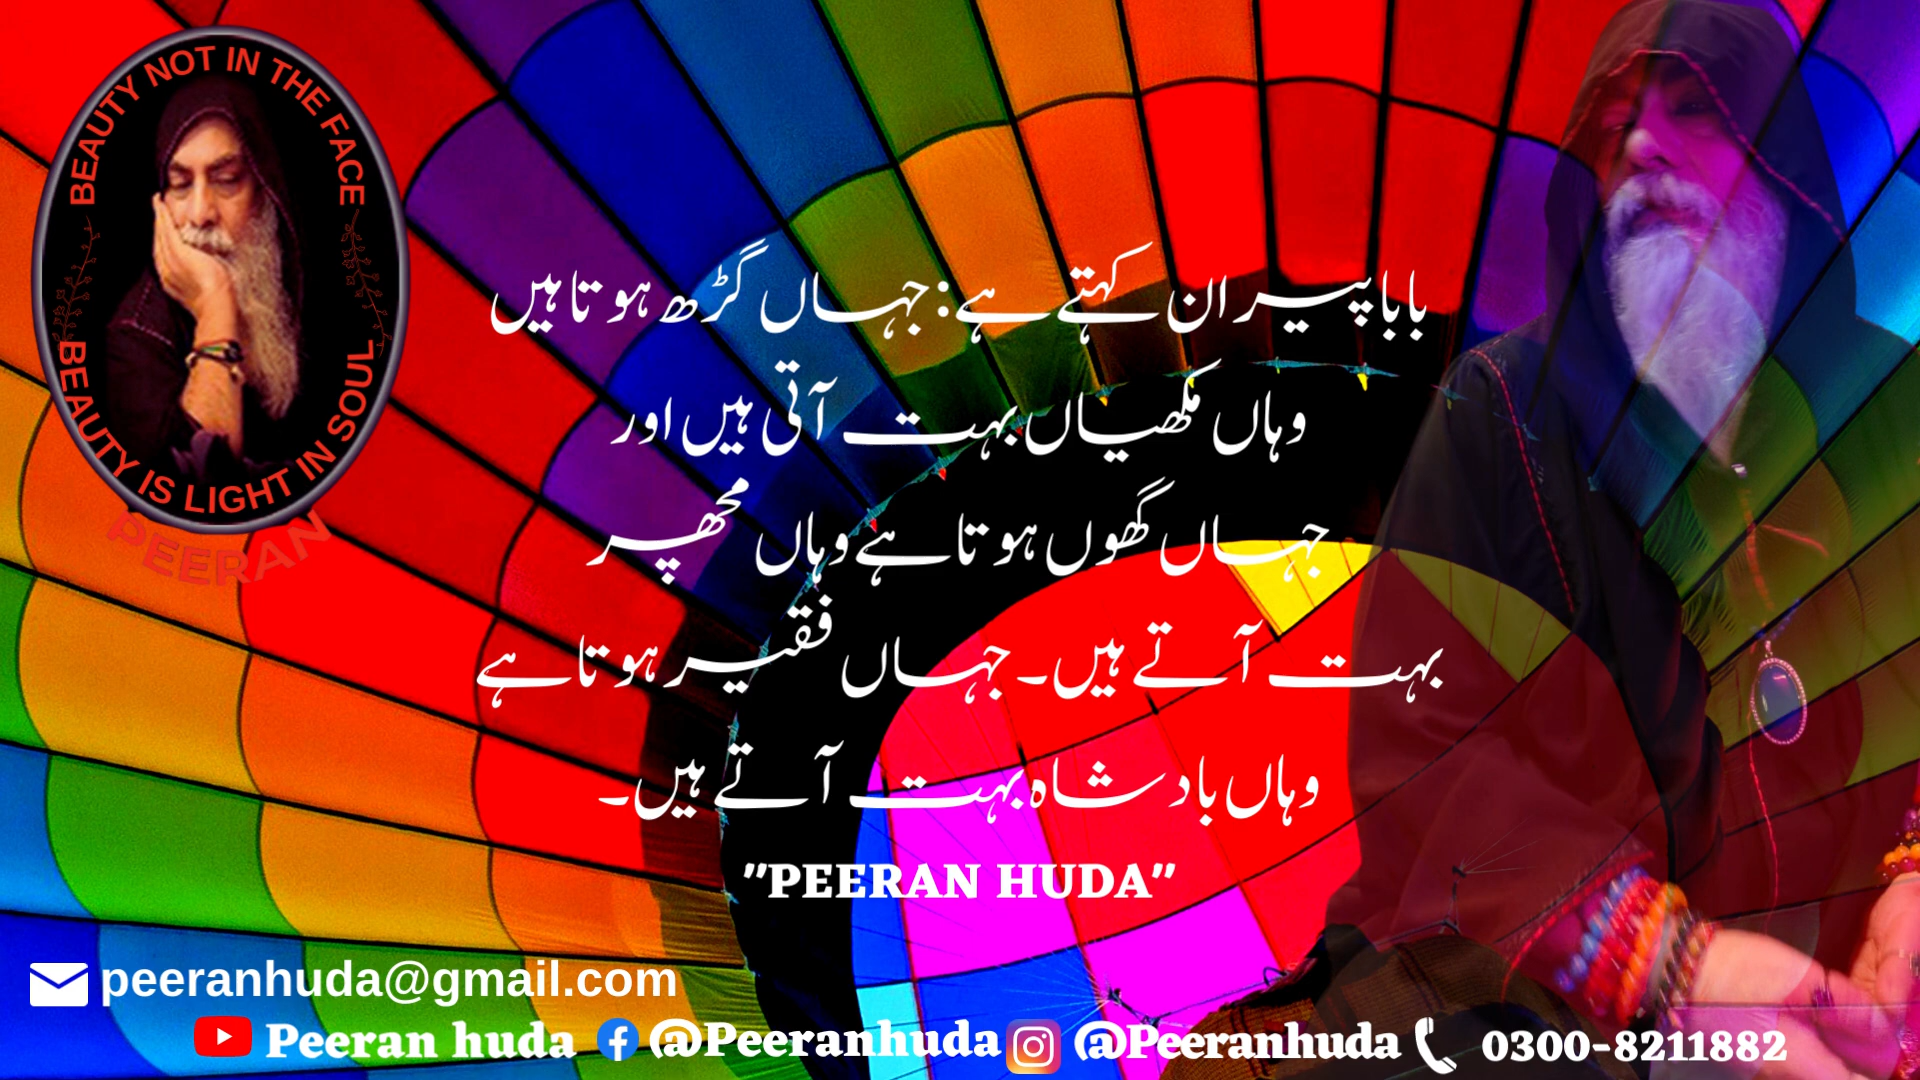 BEAUTY NOT IN THE FACE
BEAUTY IS LIGHT IN SOUL
PEERAN
بابا پیران کہتے ہے: جہاں گڑھ ہوتا ہیں
وہاں مکھیاں بہت آتی ہیں اور
جہاں گھوں ہوتا ہے وہاں مچھر
بہت آتے ہیں۔ جہاں فقیر ہوتا ہے
وہاں بادشاہ بہت آتے ہیں۔
"PEERAN HUDA"
peeranhuda@gmail.com
Peeran huda @Peeranhuda @Peeranhuda 0300-8211882